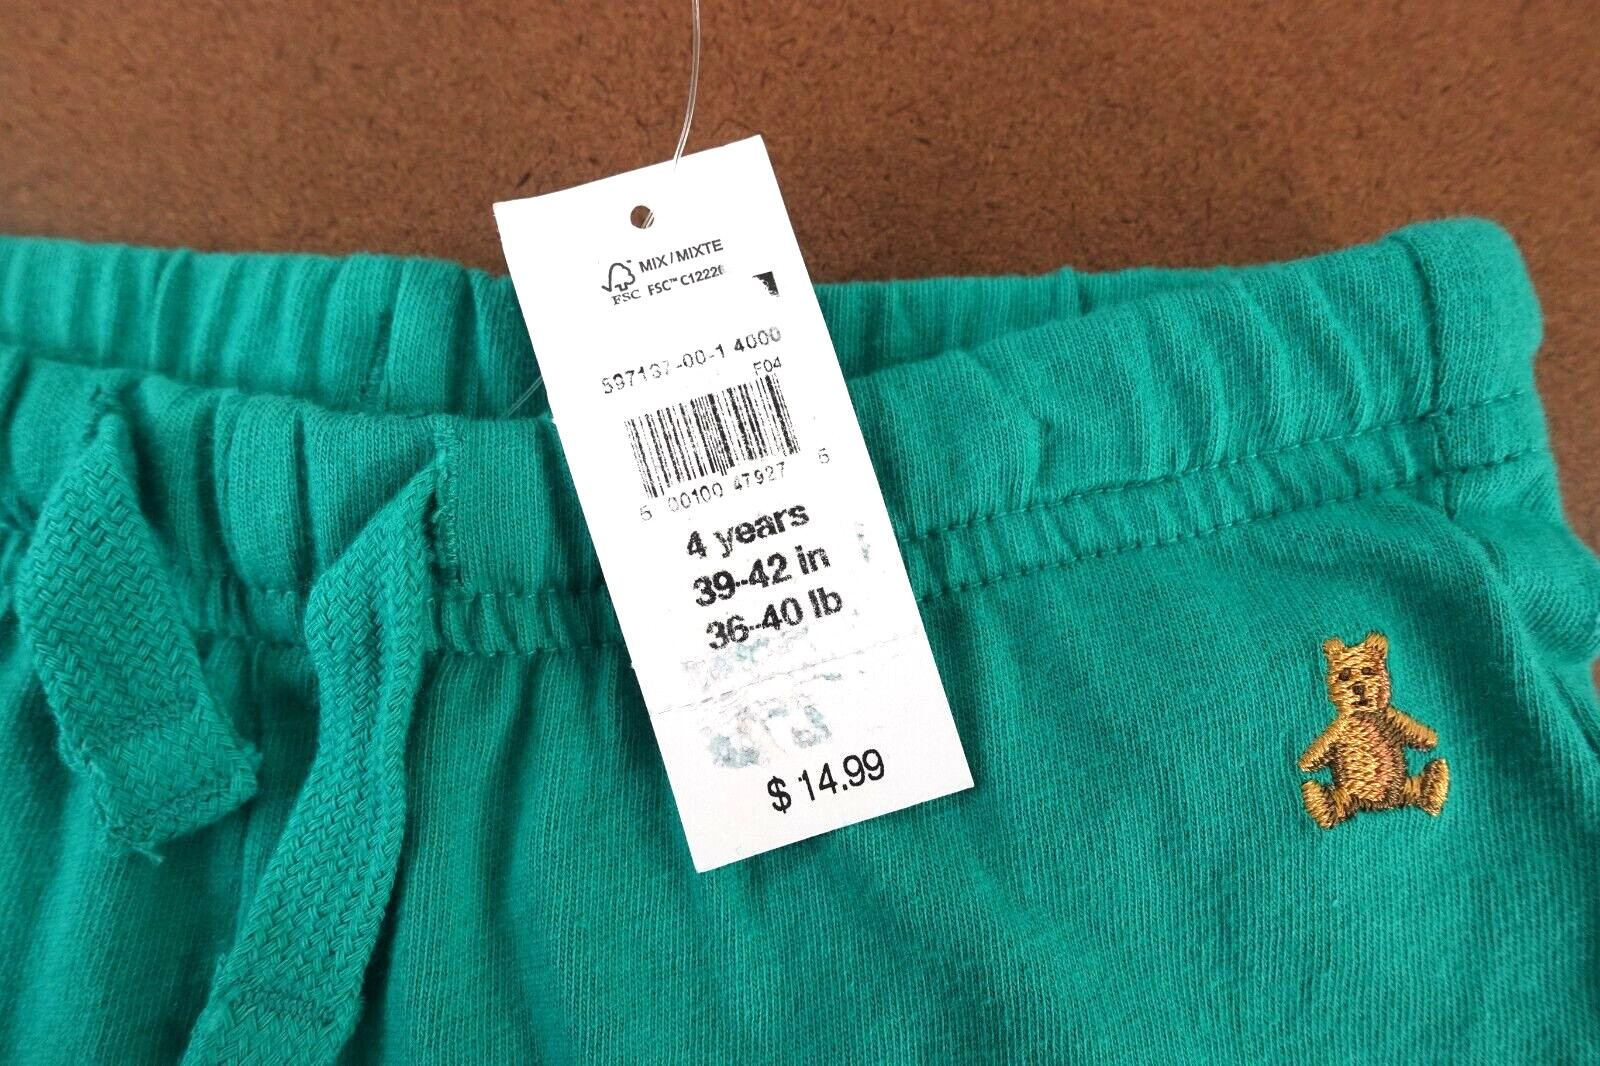 MIX / MIXTE
FSC FSC™ C12226
597137-00-1 4000
F04
5 00100 47927 5
4 years
39-42 in
36-40 lb
$ 14.99